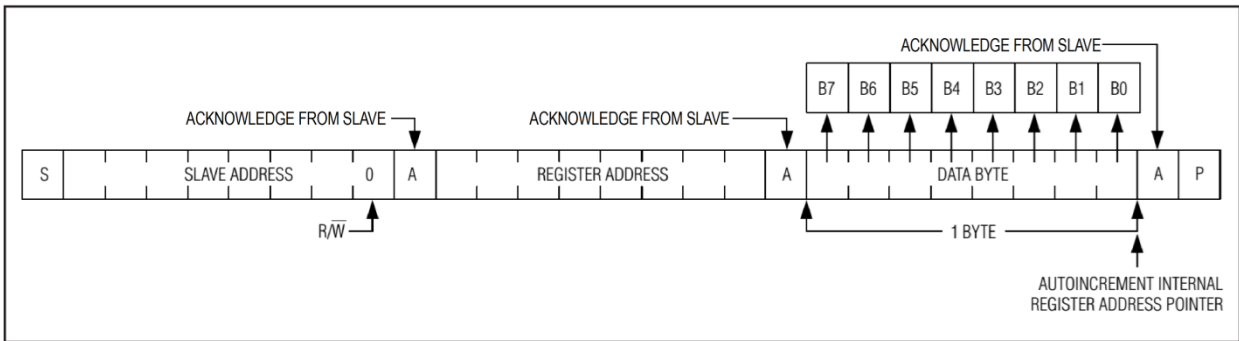 ACKNOWLEDGE FROM SLAVE
B7 B6 B5 B4 B3 B2 B1 B0
ACKNOWLEDGE FROM SLAVE ACKNOWLEDGE FROM SLAVE
S SLAVE ADDRESS 0 A REGISTER ADDRESS A DATA BYTE A P
R/W̅ 1 BYTE
AUTOINCREMENT INTERNAL
REGISTER ADDRESS POINTER